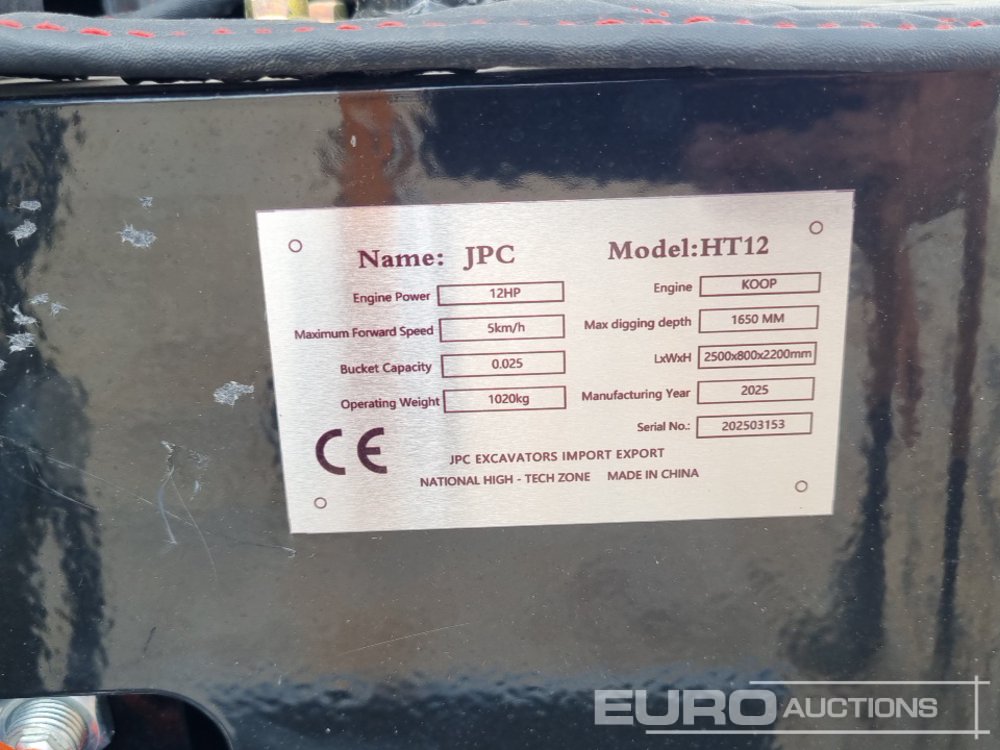 Name: JPC Model:HT12
Engine Power 12HP Engine KOOP
Maximum Forward Speed 5km/h Max digging depth 1650 MM
Bucket Capacity 0.025 LxWxH 2500x800x2200mm
Operating Weight 1020kg Manufacturing Year 2025
Serial No.: 202503153
CE
JPC EXCAVATORS IMPORT EXPORT
NATIONAL HIGH - TECH ZONE MADE IN CHINA
EURO AUCTIONS